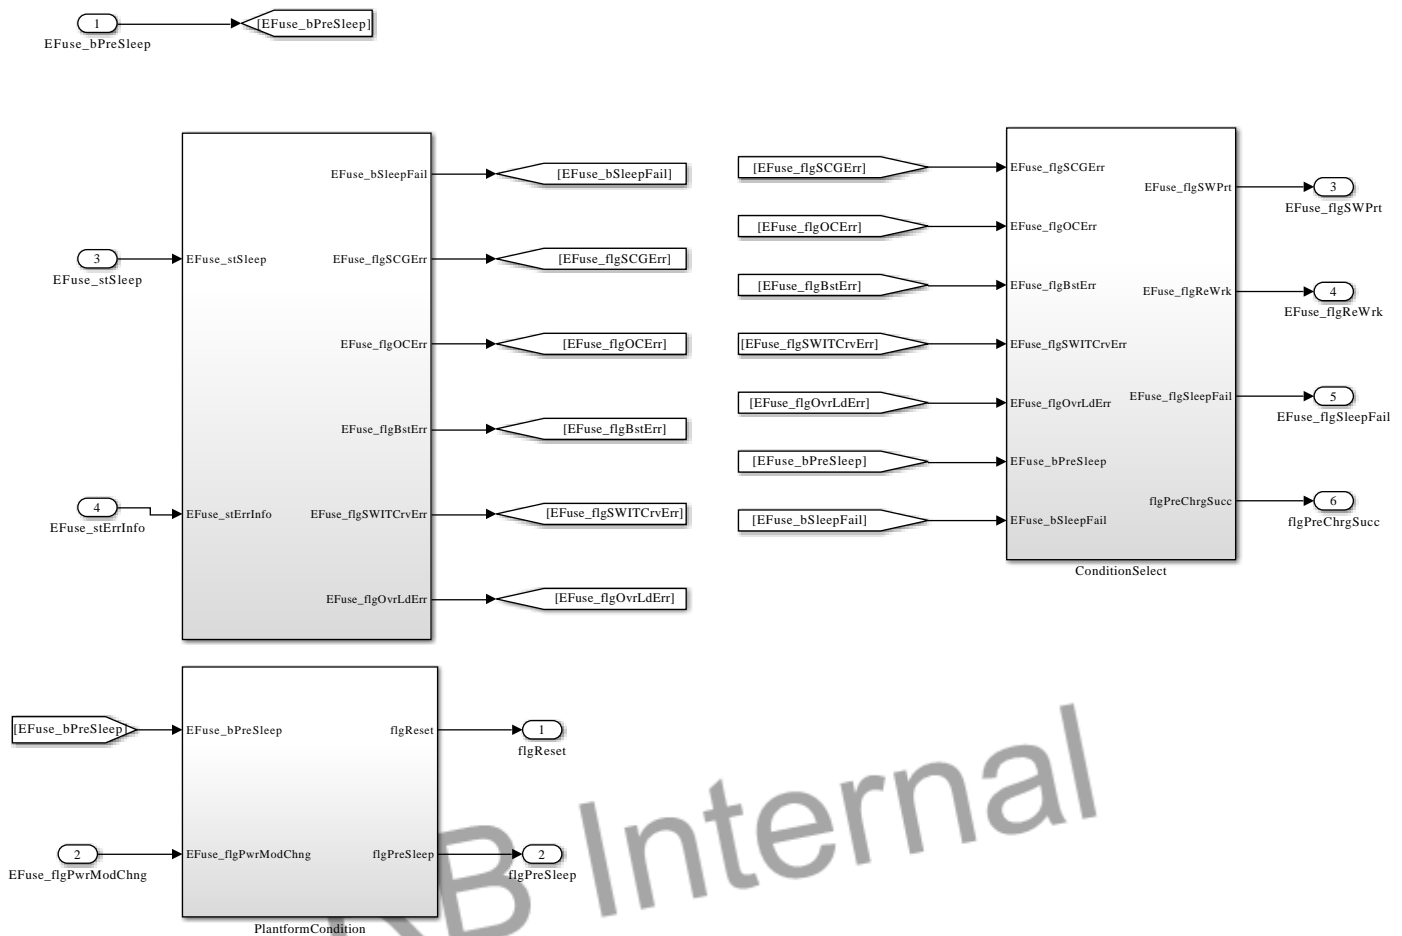 1
[EFuse_bPreSleep]
EFuse_bPreSleep
EFuse_bSleepFail
[EFuse_bSleepFail]
3
EFuse_stSleep
EFuse_stSleep
EFuse_flgSCGErr
[EFuse_flgSCGErr]
EFuse_flgOCErr
[EFuse_flgOCErr]
EFuse_flgBstErr
[EFuse_flgBstErr]
4
EFuse_stErrInfo
EFuse_stErrInfo
EFuse_flgSWITCrvErr
[EFuse_flgSWITCrvErr]
EFuse_flgOvrLdErr
[EFuse_flgOvrLdErr]
[EFuse_flgSCGErr]
EFuse_flgSCGErr
[EFuse_flgOCErr]
EFuse_flgOCErr
[EFuse_flgBstErr]
EFuse_flgBstErr
[EFuse_flgSWITCrvErr]
EFuse_flgSWITCrvErr
[EFuse_flgOvrLdErr]
EFuse_flgOvrLdErr
[EFuse_bPreSleep]
EFuse_bPreSleep
[EFuse_bSleepFail]
EFuse_bSleepFail
EFuse_flgSWPrt
3
EFuse_flgSWPrt
EFuse_flgReWrk
4
EFuse_flgReWrk
EFuse_flgSleepFail
5
EFuse_flgSleepFail
flgPreChrgSucc
6
flgPreChrgSucc
ConditionSelect
[EFuse_bPreSleep]
EFuse_bPreSleep
flgReset
1
flgReset
2
EFuse_flgPwrModChng
EFuse_flgPwrModChng
flgPreSleep
2
flgPreSleep
PlantformCondition
Internal